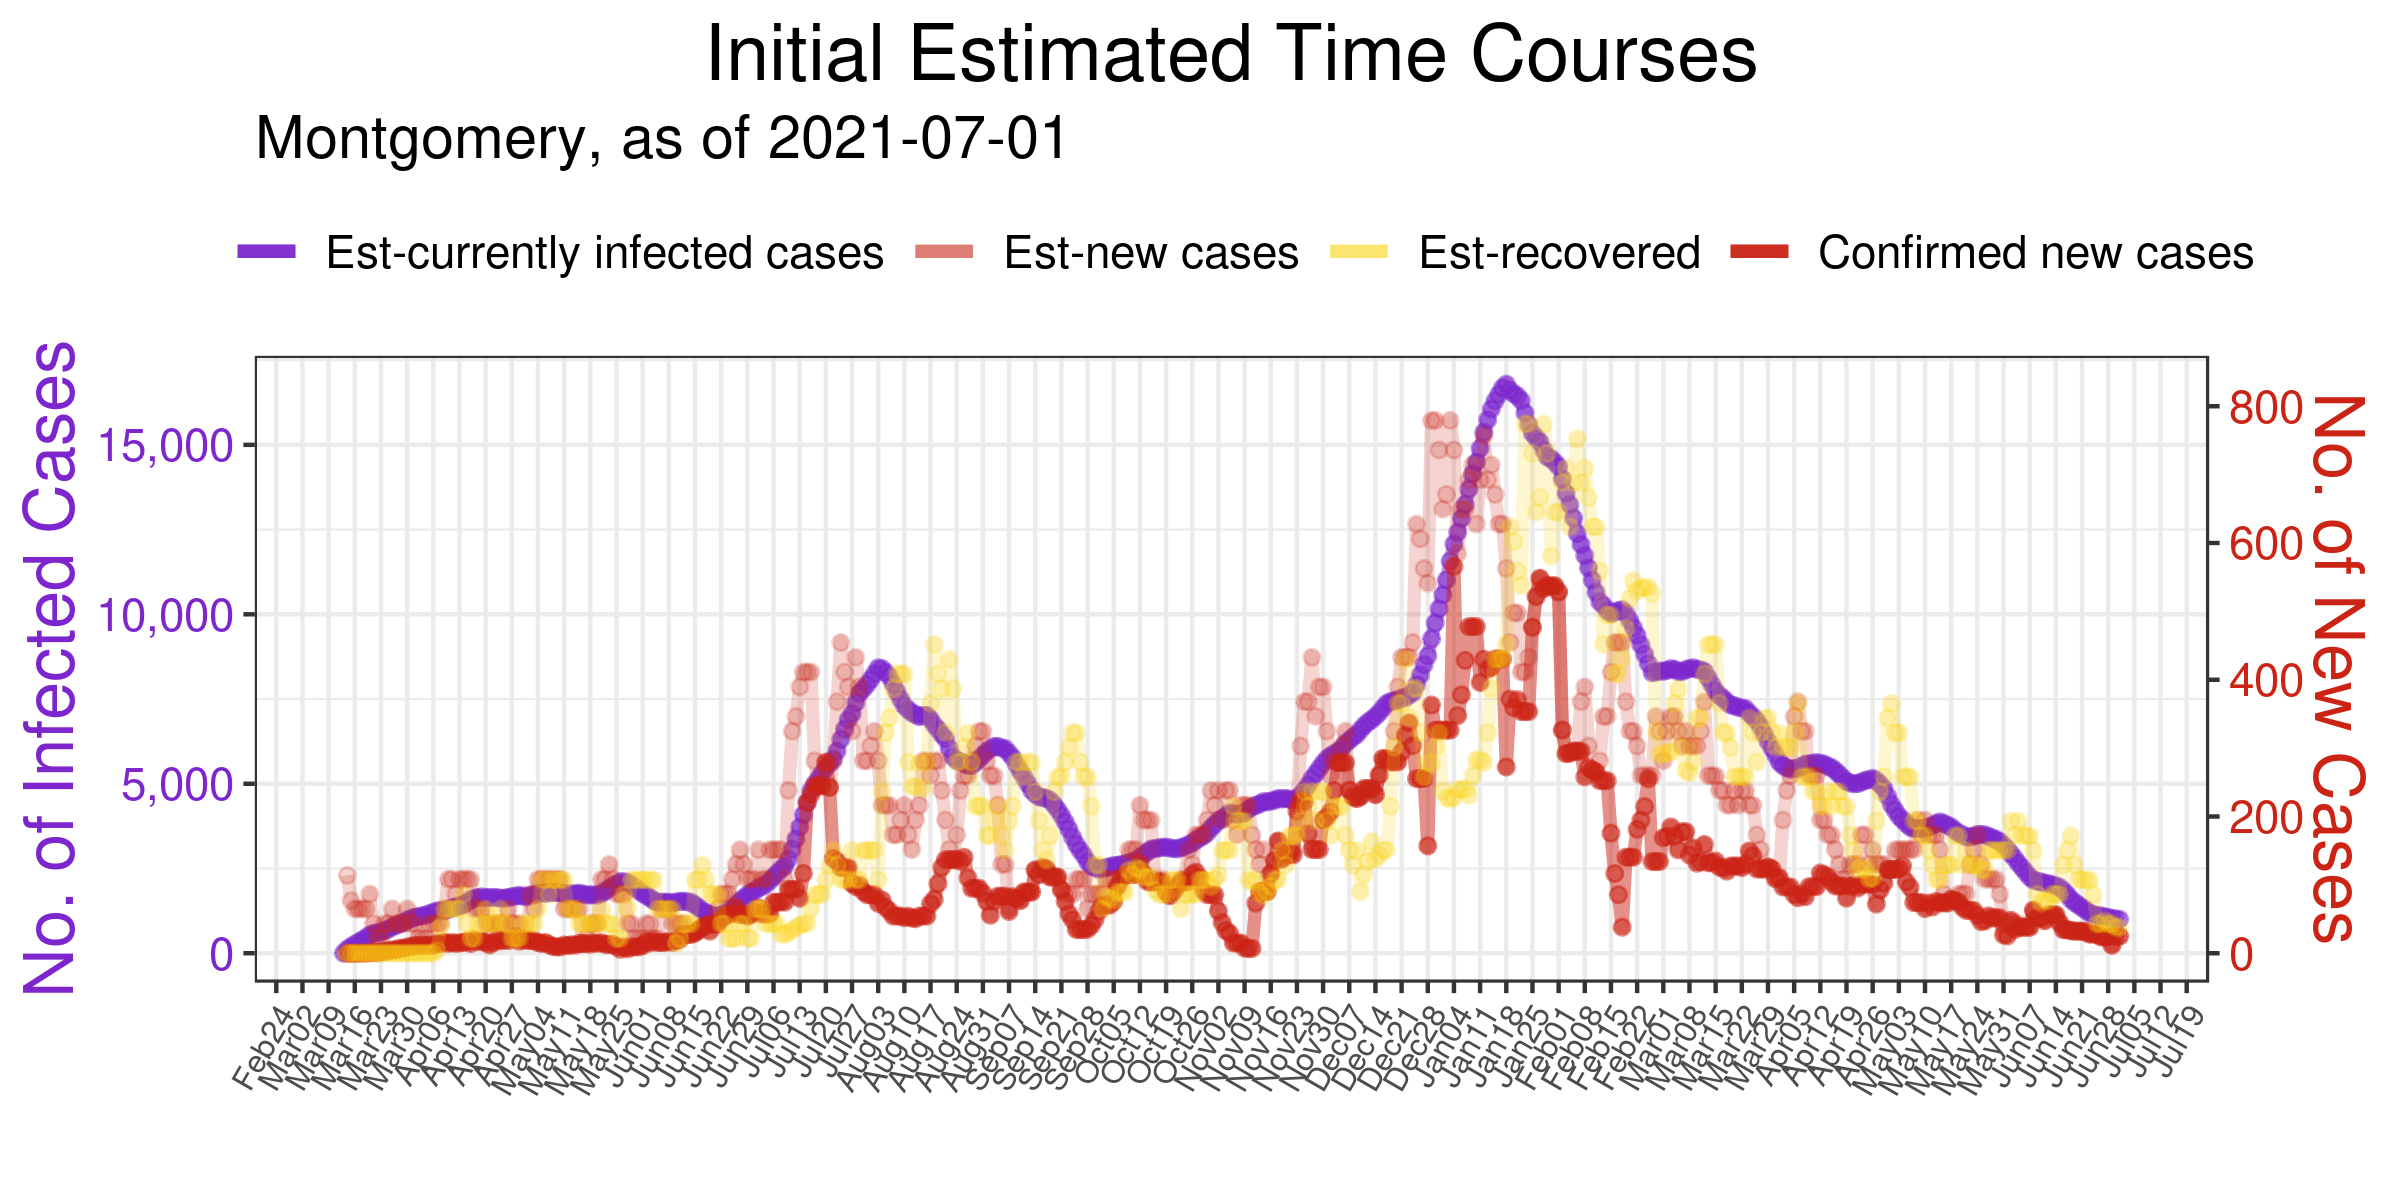 Initial Estimated Time Courses
Montgomery, as of 2021-07-01
Est-currently infected cases Est-new cases Est-recovered Confirmed new cases
No. of Infected Cases
15,000
10,000
5,000
0
800
600
400
200
0
No. of New Cases
Feb24 Mar02 Mar09 Mar16 Mar23 Mar30 Apr06 Apr13 Apr20 Apr27 May04 May11 May18 May25 Jun01 Jun08 Jun15 Jun22 Jun29 Jul06 Jul13 Jul20 Jul27 Aug03 Aug10 Aug17 Aug24 Aug31 Sep07 Sep14 Sep21 Sep28 Oct05 Oct12 Oct19 Oct26 Nov02 Nov09 Nov16 Nov23 Nov30 Dec07 Dec14 Dec21 Dec28 Jan04 Jan11 Jan18 Jan25 Feb01 Feb08 Feb15 Feb22 Mar01 Mar08 Mar15 Mar22 Mar29 Apr05 Apr12 Apr19 Apr26 May03 May10 May17 May24 May31 Jun07 Jun14 Jun21 Jun28 Jul05 Jul12 Jul19